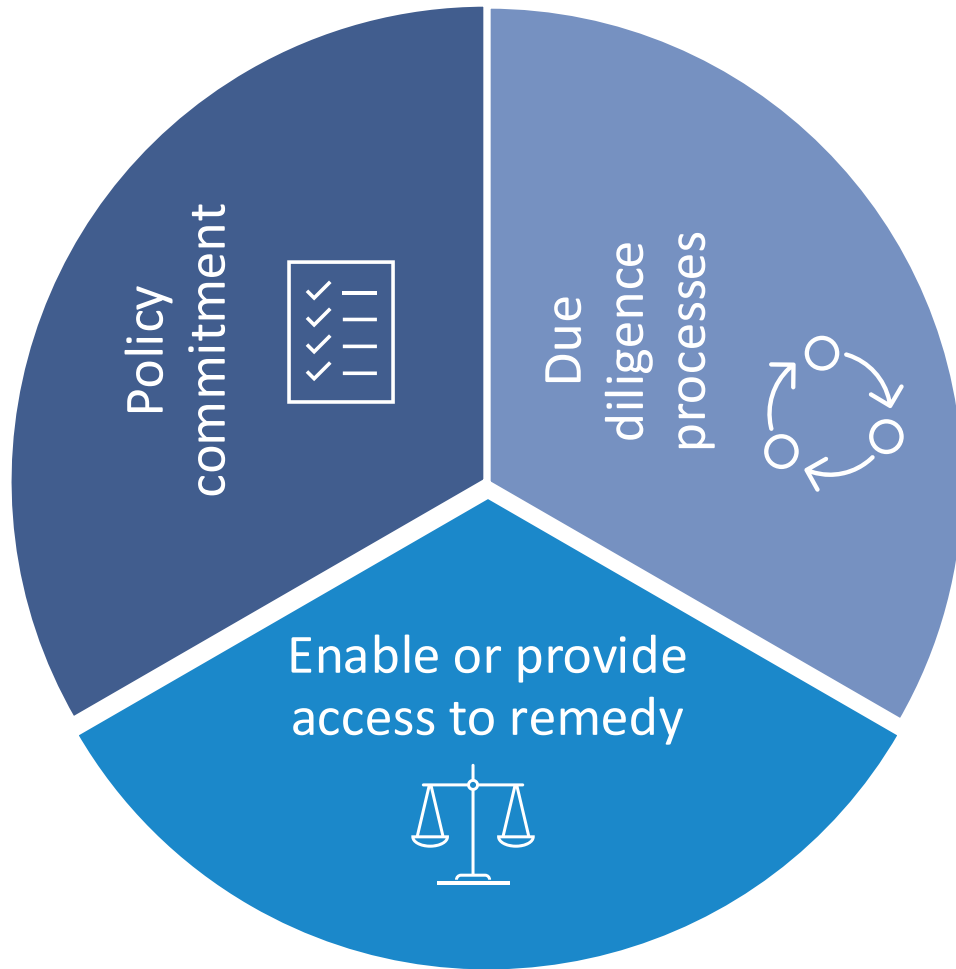 Policy
commitment
Due
diligence
processes
Enable or provide
access to remedy